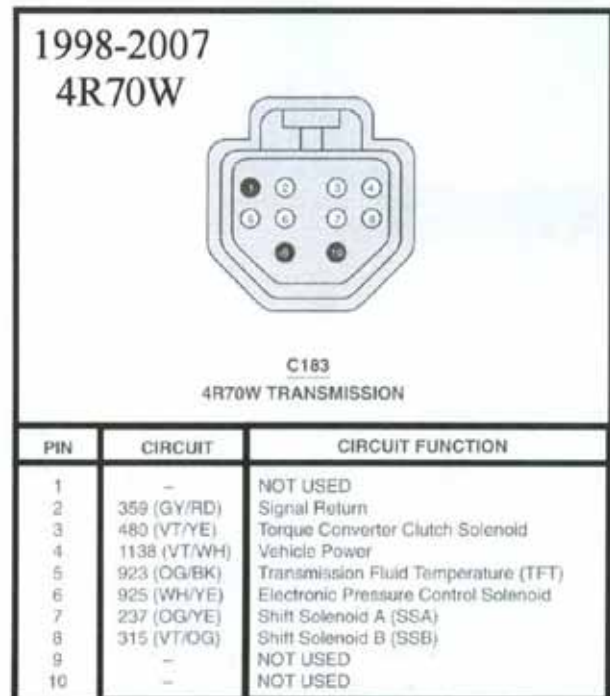 1998-2007
4R70W
1 2 3 4
5 6 7 8
9 10
C183
4R70W TRANSMISSION
PIN CIRCUIT CIRCUIT FUNCTION
1 – NOT USED
2 359 (GY/RD) Signal Return
3 480 (VT/YE) Torque Converter Clutch Solenoid
4 1138 (VT/WH) Vehicle Power
5 923 (OG/BK) Transmission Fluid Temperature (TFT)
6 925 (WH/YE) Electronic Pressure Control Solenoid
7 237 (OG/YE) Shift Solenoid A (SSA)
8 315 (VT/OG) Shift Solenoid B (SSB)
9 – NOT USED
10 – NOT USED